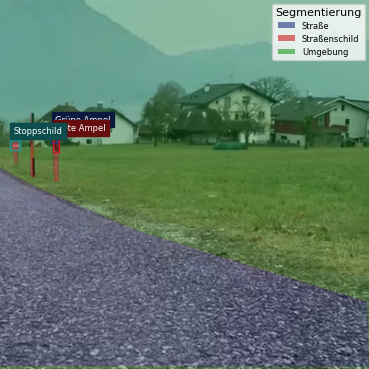 Segmentierung
Straße
Straßenschild
Umgebung
Grüne Ampel
Stoppschild
te Ampel